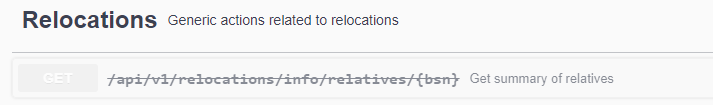 Relocations Generic actions related to relocations
GET /api/v1/relocations/info/relatives/{bsn} Get summary of relatives